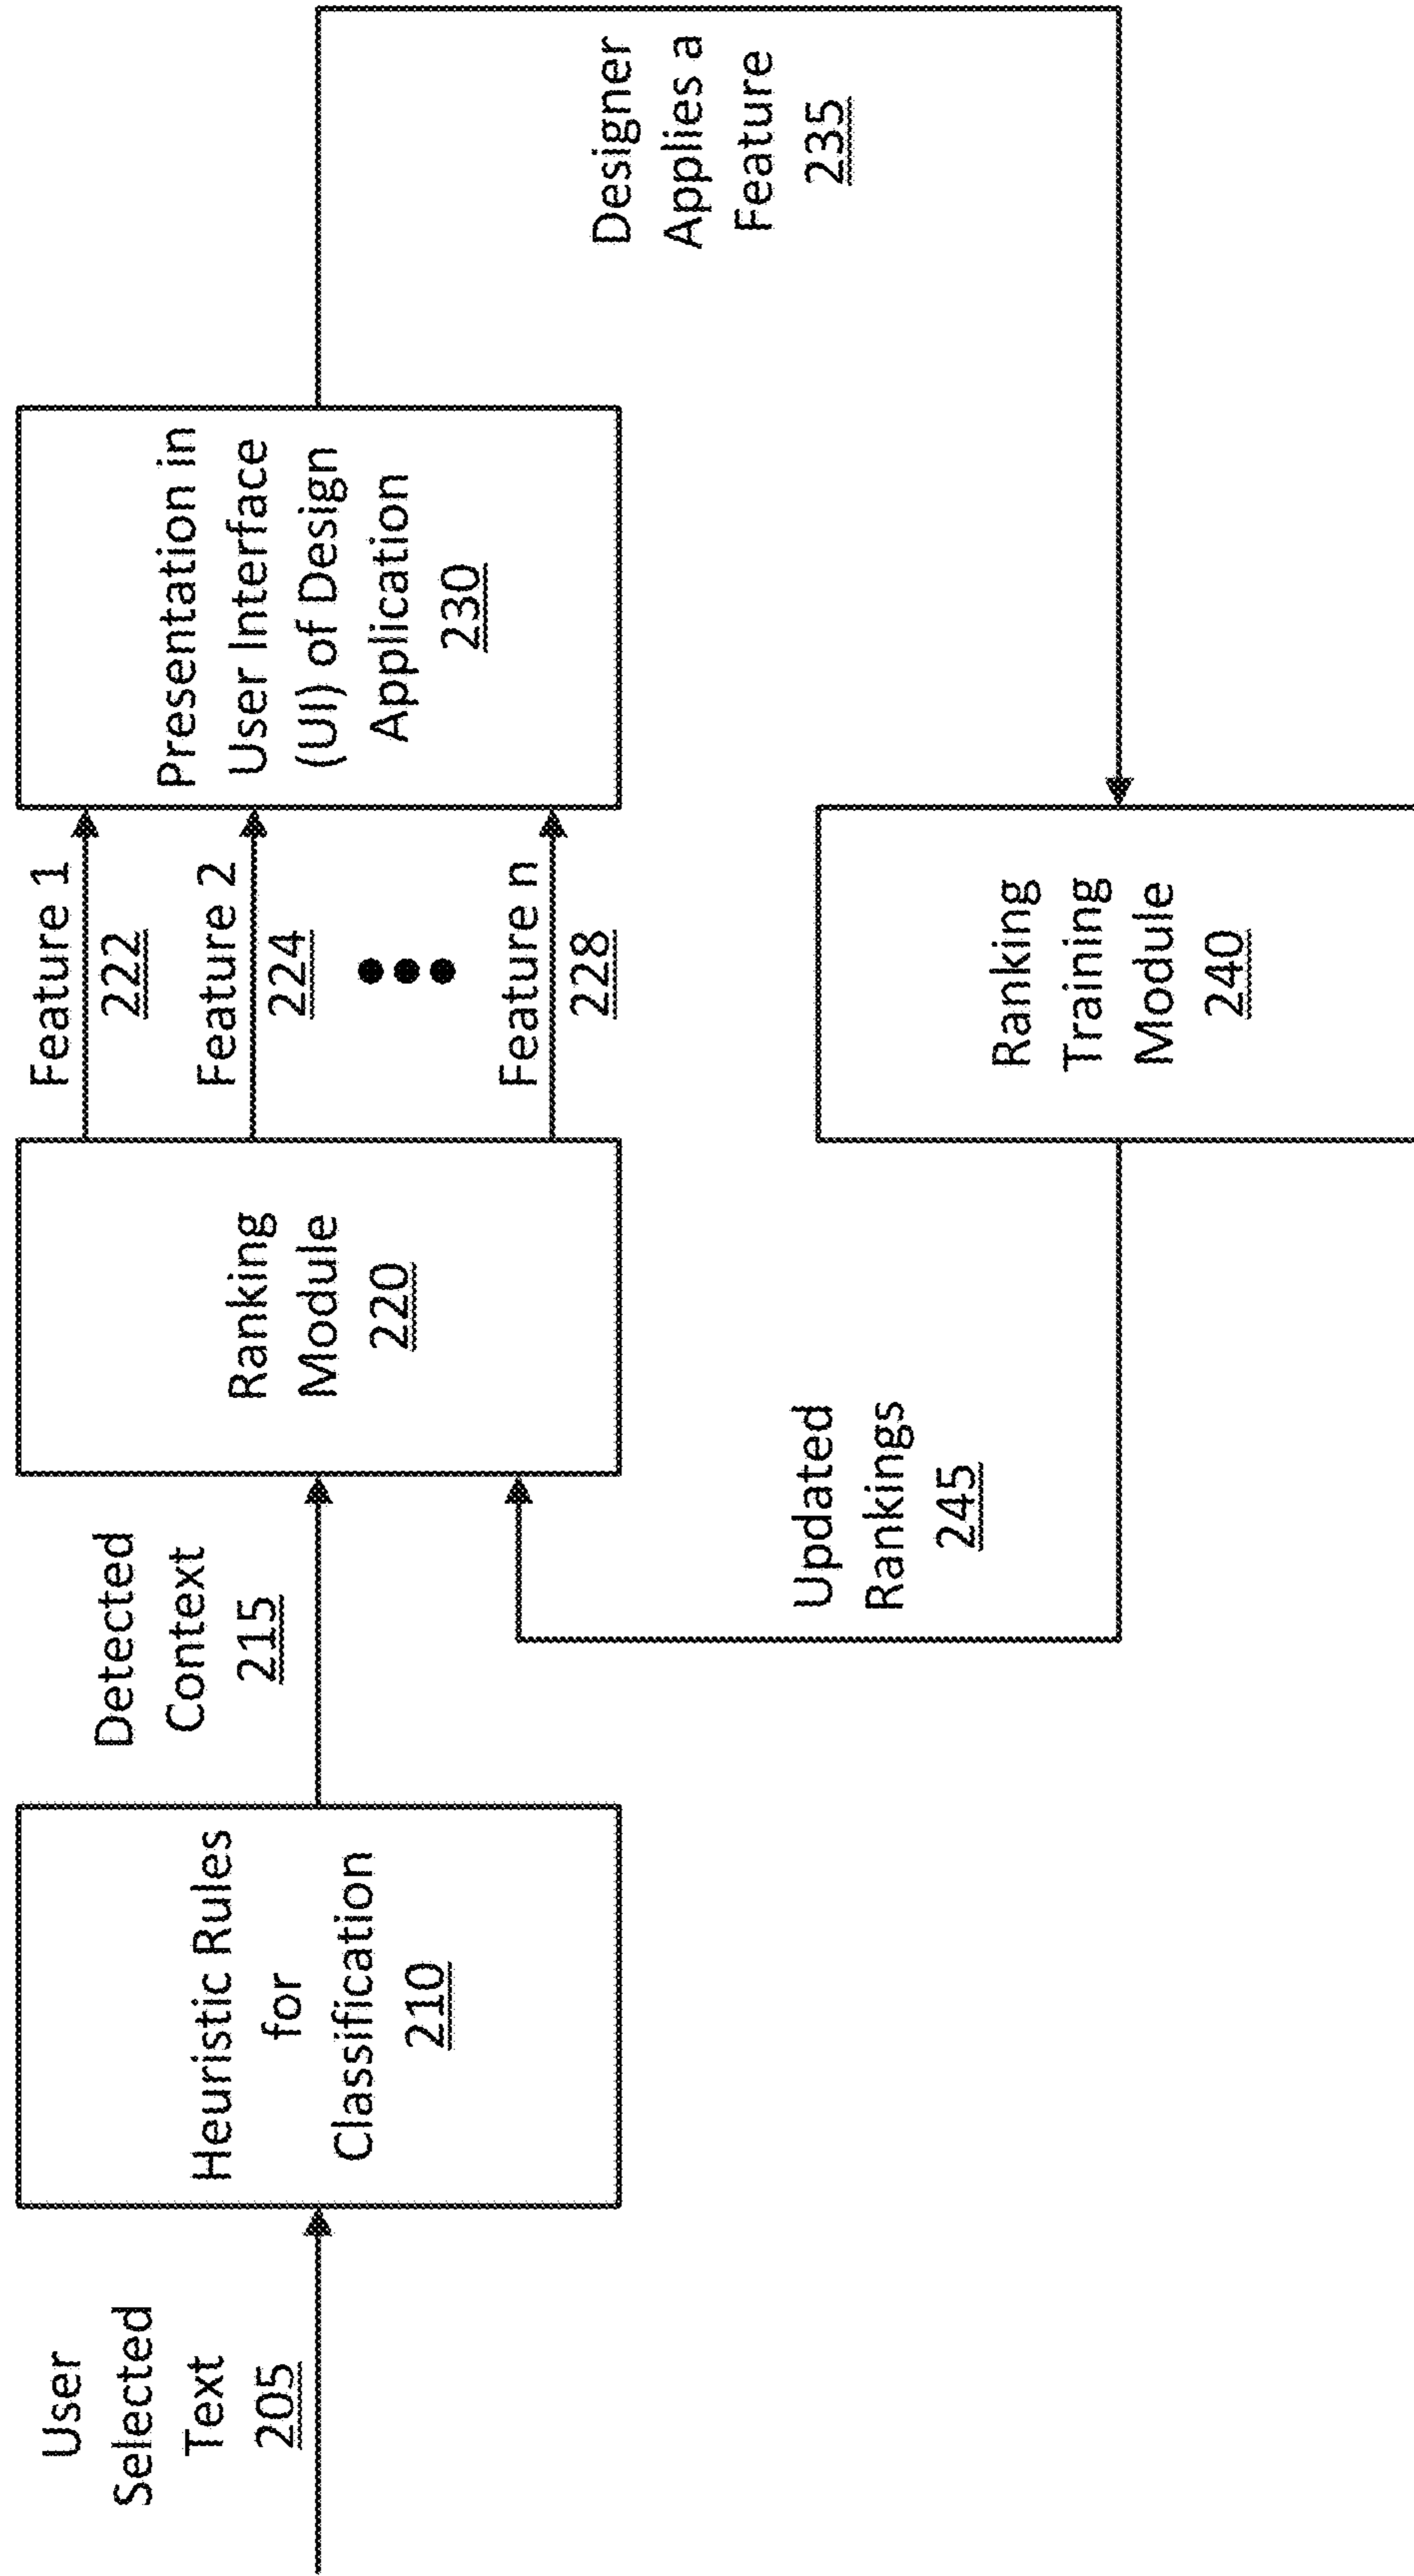 User
Selected
Text
205
Heuristic Rules
for
Classification
210
Detected
Context
215
Ranking
Module
220
Feature 1
222
Feature 2
224
Feature n
228
Presentation in
User Interface
(UI) of Design
Application
230
Designer
Applies a
Feature
235
Ranking
Training
Module
240
Updated
Rankings
245